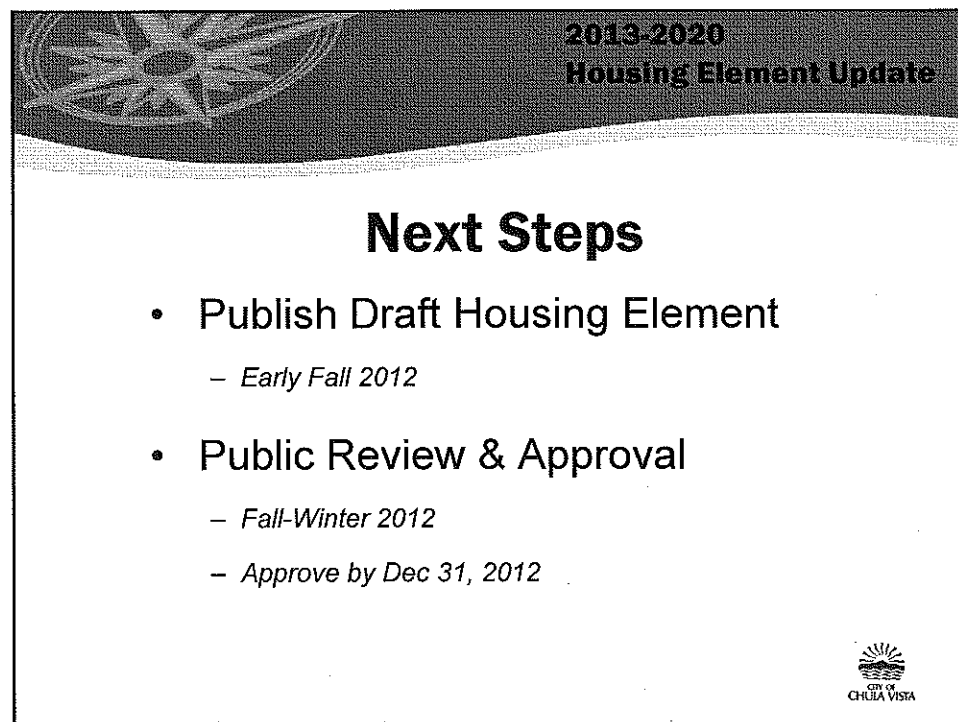 2013-2020
Housing Element Update
Next Steps
• Publish Draft Housing Element
– Early Fall 2012
• Public Review & Approval
– Fall-Winter 2012
– Approve by Dec 31, 2012
CITY OF
CHULA VISTA